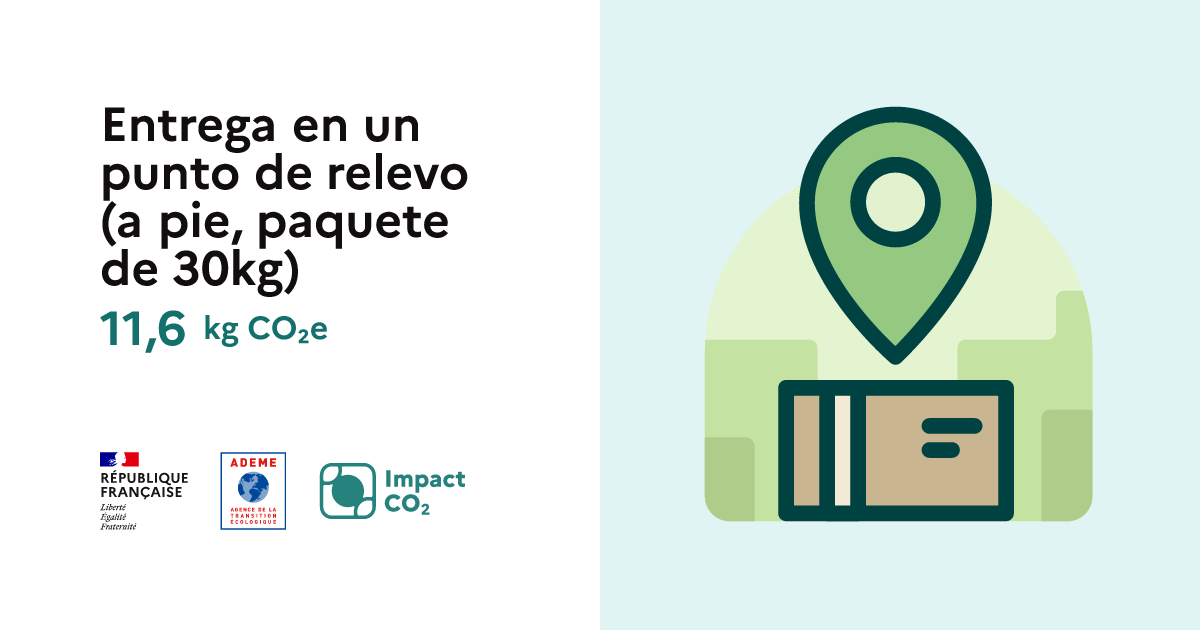 Entrega en un
punto de relevo
(a pie, paquete
de 30kg)
11,6 kg CO₂e
RÉPUBLIQUE
FRANÇAISE
Liberté
Égalité
Fraternité
ADEME
AGENCE DE LA
TRANSITION
ÉCOLOGIQUE
Impact
CO₂